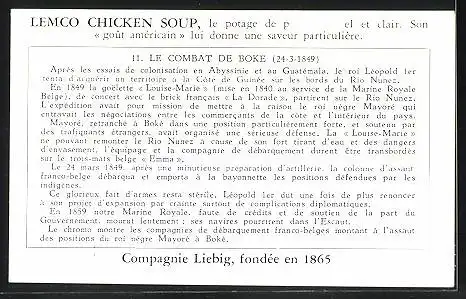 LEMCO CHICKEN SOUP, le potage de p el et clair. Son
« goût américain » lui donne une saveur particulière.
11. LE COMBAT DE BOKE (24-3-1849)
Après les essais de colonisation en Abyssinie et au Guatémala, le roi Léopold 1er
tenta d'acquérir un territoire à la Côte de Guinée sur les bords du Rio Nunez.
En 1849 la goëlette « Louise-Marie » (mise en 1840 au service de la Marine Royale
Belge), de concert avec le brick français « La Dorade », partirent sur le Rio Nunez.
L'expédition avait pour mission de mettre à la raison le roi nègre Mayoré qui
entravait les négociations entre les commerçants de la côte et l'intérieur du pays.
Mayoré, retranché à Boké dans une position particulièrement forte, et soutenu par
des trafiquants étrangers, avait organisé une sérieuse défense. La « Louise-Marie »
ne pouvant remonter le Rio Nunez à cause de son fort tirant d'eau et des dangers
d'envasement, l'équipage et la compagnie de débarquement durent être transbordés
sur le trois-mats belge « Emma ».
Le 24 mars 1849, après une minutieuse préparation d'artillerie, la colonne d'assaut
franco-belge débarqua et emporta à la bayonnette les positions défendues par les
indigènes.
Ce glorieux fait d'armes resta stérile. Léopold 1er dut une fois de plus renoncer
à son projet d'expansion par crainte surtout de complications diplomatiques.
En 1859 notre Marine Royale, faute de crédits et de soutien de la part du
Gouvernement, mourut lentement ; ses navires pourrirent dans l'Escaut.
Le chromo montre les compagnies de débarquement franco-belges montant à l'assaut
des positions du roi nègre Mayoré à Boké.
Compagnie Liebig, fondée en 1865